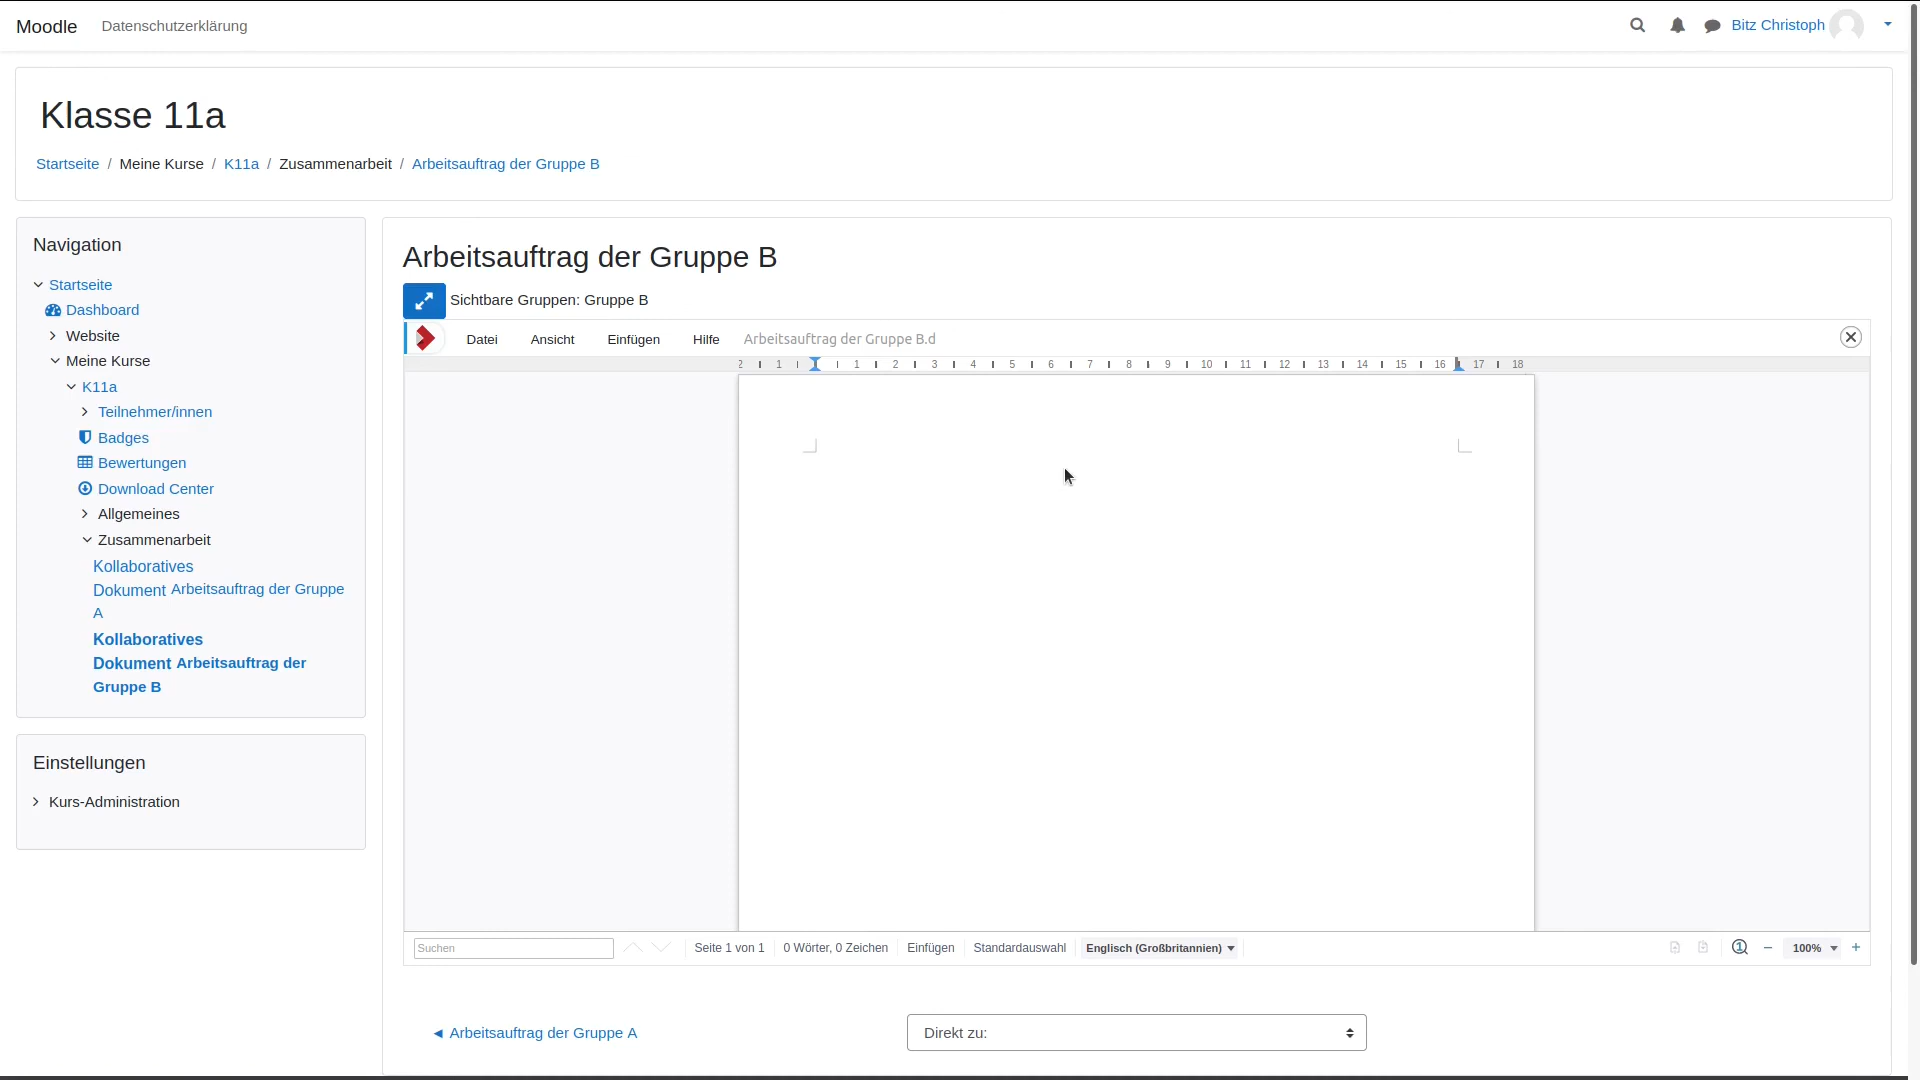 Moodle Datenschutzerklärung Bitz Christoph
Klasse 11a
Startseite / Meine Kurse / K11a / Zusammenarbeit / Arbeitsauftrag der Gruppe B
Navigation
Startseite
Dashboard
Website
Meine Kurse
K11a
Teilnehmer/innen
Badges
Bewertungen
Download Center
Allgemeines
Zusammenarbeit
Kollaboratives
Dokument Arbeitsauftrag der Gruppe
A
Kollaboratives
Dokument Arbeitsauftrag der
Gruppe B
Einstellungen
Kurs-Administration
Arbeitsauftrag der Gruppe B
Sichtbare Gruppen: Gruppe B
Datei Ansicht Einfügen Hilfe Arbeitsauftrag der Gruppe B.d
2 1 1 2 3 4 5 6 7 8 9 10 11 12 13 14 15 16 17 18
Suchen Seite 1 von 1 0 Wörter, 0 Zeichen Einfügen Standardauswahl Englisch (Großbritannien) 1 − 100% +
◄ Arbeitsauftrag der Gruppe A Direkt zu: